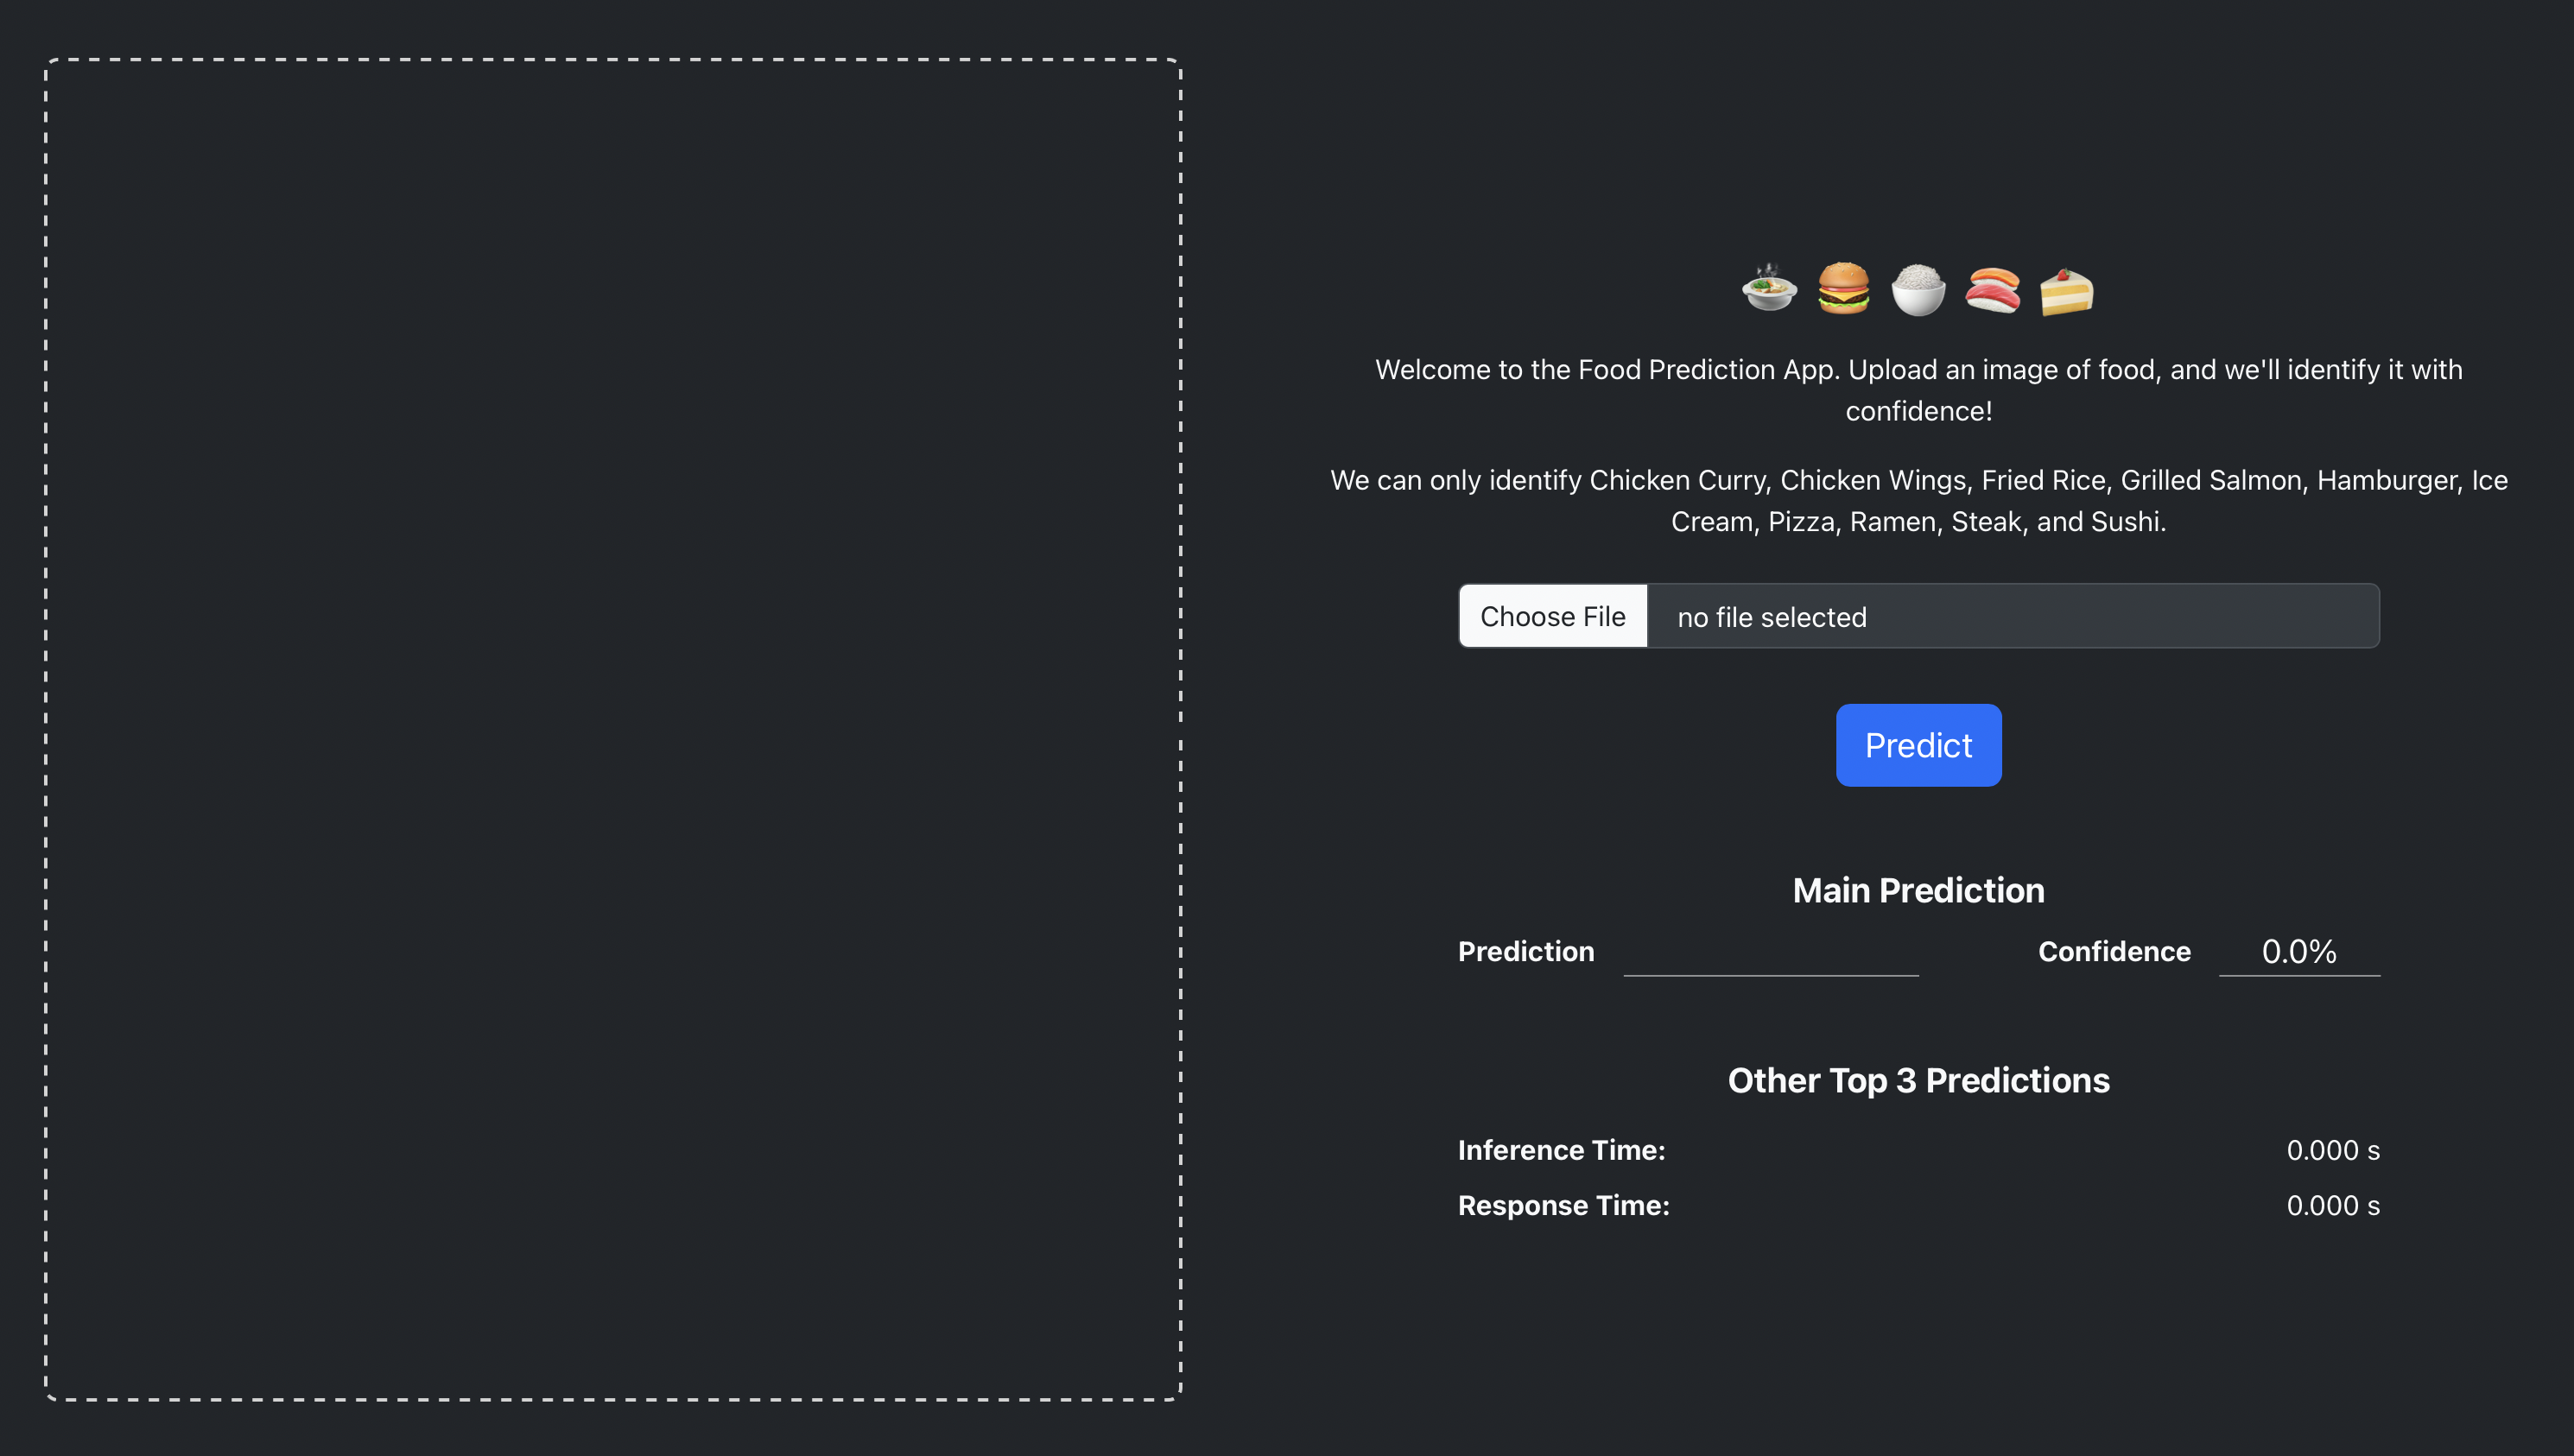 Welcome to the Food Prediction App. Upload an image of food, and we'll identify it with
confidence!
We can only identify Chicken Curry, Chicken Wings, Fried Rice, Grilled Salmon, Hamburger, Ice
Cream, Pizza, Ramen, Steak, and Sushi.
Choose File no file selected
Predict
Main Prediction
Prediction Confidence 0.0%
Other Top 3 Predictions
Inference Time: 0.000 s
Response Time: 0.000 s